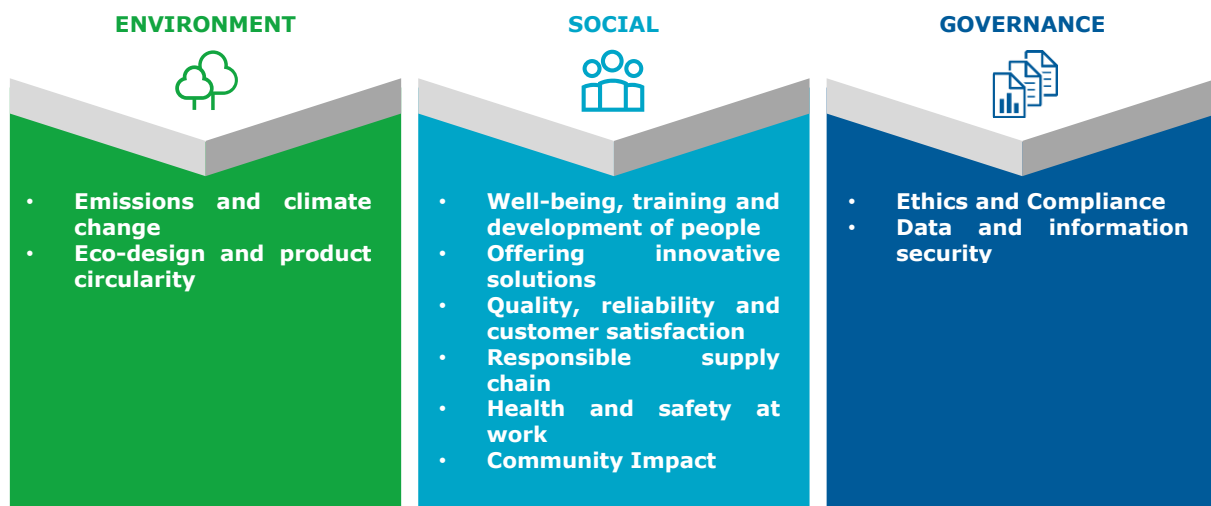 ENVIRONMENT
• Emissions and climate
change
• Eco-design and product
circularity
SOCIAL
• Well-being, training and
development of people
• Offering innovative
solutions
• Quality, reliability and
customer satisfaction
• Responsible supply
chain
• Health and safety at
work
• Community Impact
GOVERNANCE
• Ethics and Compliance
• Data and information
security